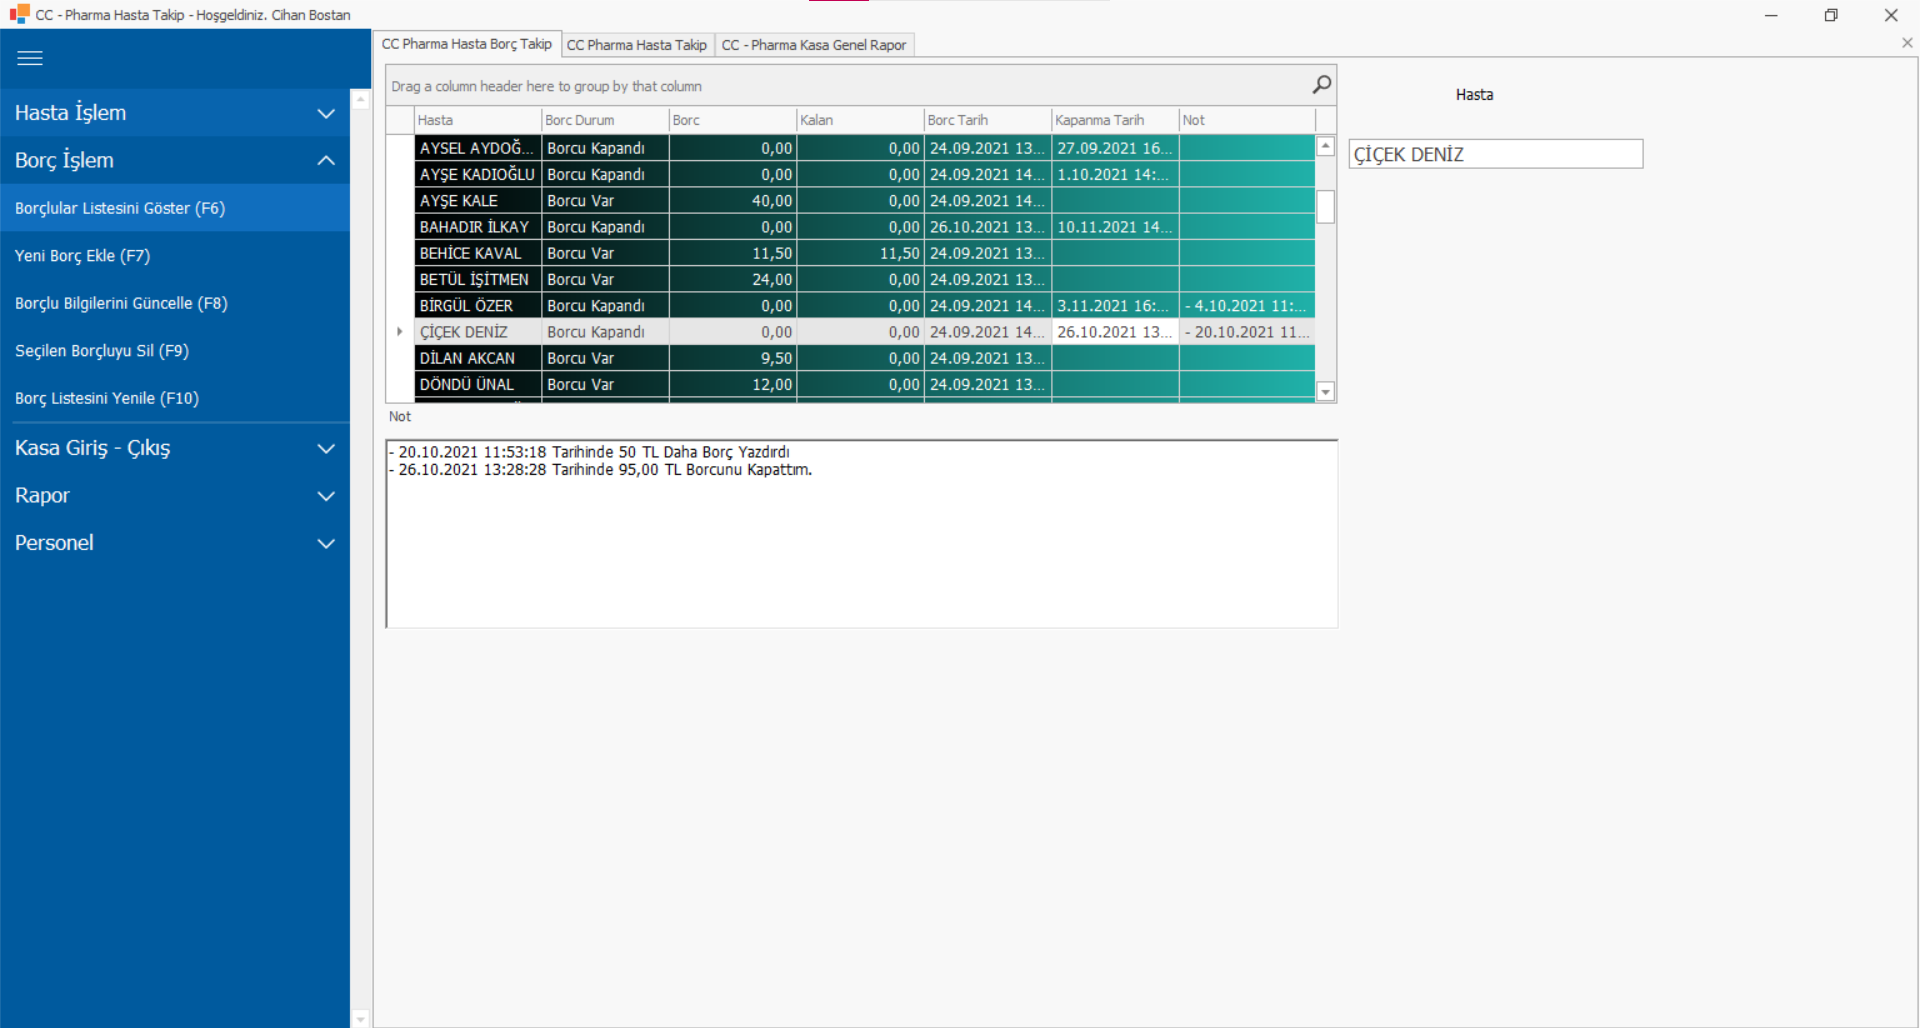 CC - Pharma Hasta Takip - Hoşgeldiniz. Cihan Bostan
Hasta İşlem
Borç İşlem
Borçlular Listesini Göster (F6)
Yeni Borç Ekle (F7)
Borçlu Bilgilerini Güncelle (F8)
Seçilen Borçluyu Sil (F9)
Borç Listesini Yenile (F10)
Kasa Giriş - Çıkış
Rapor
Personel
CC Pharma Hasta Borç Takip CC Pharma Hasta Takip CC - Pharma Kasa Genel Rapor
Drag a column header here to group by that column
Hasta Borc Durum Borc Kalan Borc Tarih Kapanma Tarih Not
AYSEL AYDOĞ... Borcu Kapandı 0,00 0,00 24.09.2021 13... 27.09.2021 16...
AYŞE KADIOĞLU Borcu Kapandı 0,00 0,00 24.09.2021 14... 1.10.2021 14:...
AYŞE KALE Borcu Var 40,00 0,00 24.09.2021 14...
BAHADIR İLKAY Borcu Kapandı 0,00 0,00 26.10.2021 13... 10.11.2021 14...
BEHİCE KAVAL Borcu Var 11,50 11,50 24.09.2021 13...
BETÜL İŞİTMEN Borcu Var 24,00 0,00 24.09.2021 13...
BİRGÜL ÖZER Borcu Kapandı 0,00 0,00 24.09.2021 14... 3.11.2021 16:... - 4.10.2021 11:...
ÇİÇEK DENİZ Borcu Kapandı 0,00 0,00 24.09.2021 14... 26.10.2021 13... - 20.10.2021 11...
DİLAN AKCAN Borcu Var 9,50 0,00 24.09.2021 13...
DÖNDÜ ÜNAL Borcu Var 12,00 0,00 24.09.2021 13...
Not
- 20.10.2021 11:53:18 Tarihinde 50 TL Daha Borç Yazdırdı
- 26.10.2021 13:28:28 Tarihinde 95,00 TL Borcunu Kapattım.
Hasta
ÇİÇEK DENİZ